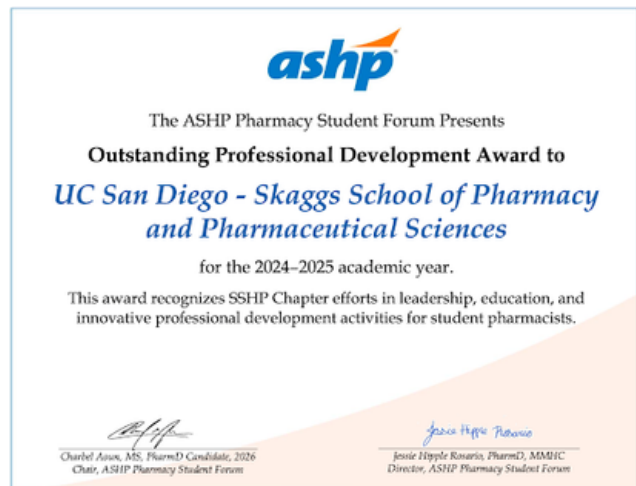 ashp
The ASHP Pharmacy Student Forum Presents
Outstanding Professional Development Award to
UC San Diego - Skaggs School of Pharmacy
and Pharmaceutical Sciences
for the 2024–2025 academic year.
This award recognizes SSHP Chapter efforts in leadership, education, and
innovative professional development activities for student pharmacists.
Jessie Hipple Rosario
Charbel Aoun, MS, PharmD Candidate, 2026
Chair, ASHP Pharmacy Student Forum
Jessie Hipple Rosario, PharmD, MMHC
Director, ASHP Pharmacy Student Forum